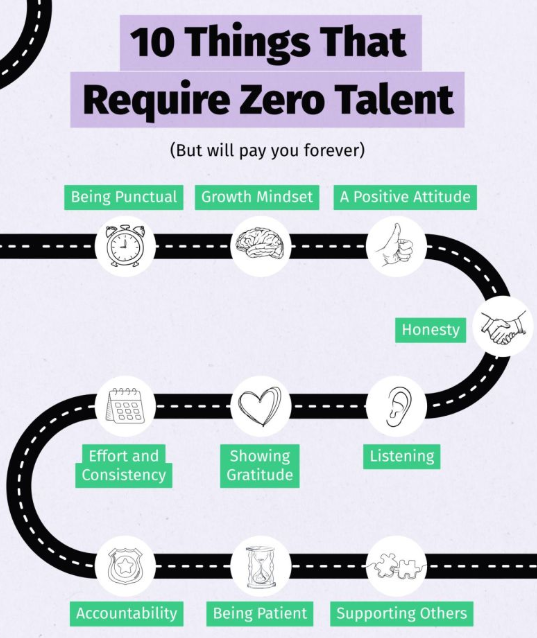 10 Things That
Require Zero Talent
(But will pay you forever)
Being Punctual
Growth Mindset
A Positive Attitude
Honesty
Listening
Showing
Gratitude
Effort and
Consistency
Accountability
Being Patient
Supporting Others